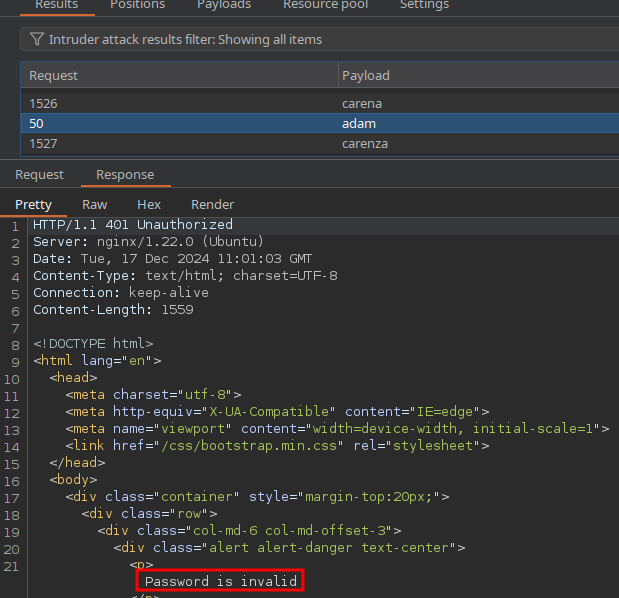 Results Positions Payloads Resource pool Settings
Intruder attack results filter: Showing all items
Request Payload
1526 carena
50 adam
1527 carenza
Request Response
Pretty Raw Hex Render
1 HTTP/1.1 401 Unauthorized
2 Server: nginx/1.22.0 (Ubuntu)
3 Date: Tue, 17 Dec 2024 11:01:03 GMT
4 Content-Type: text/html; charset=UTF-8
5 Connection: keep-alive
6 Content-Length: 1559
7
8 <!DOCTYPE html>
9 <html lang="en">
10 <head>
11 <meta charset="utf-8">
12 <meta http-equiv="X-UA-Compatible" content="IE=edge">
13 <meta name="viewport" content="width=device-width, initial-scale=1">
14 <link href="/css/bootstrap.min.css" rel="stylesheet">
15 </head>
16 <body>
17 <div class="container" style="margin-top:20px;">
18 <div class="row">
19 <div class="col-md-6 col-md-offset-3">
20 <div class="alert alert-danger text-center">
21 <p>
Password is invalid
</p>